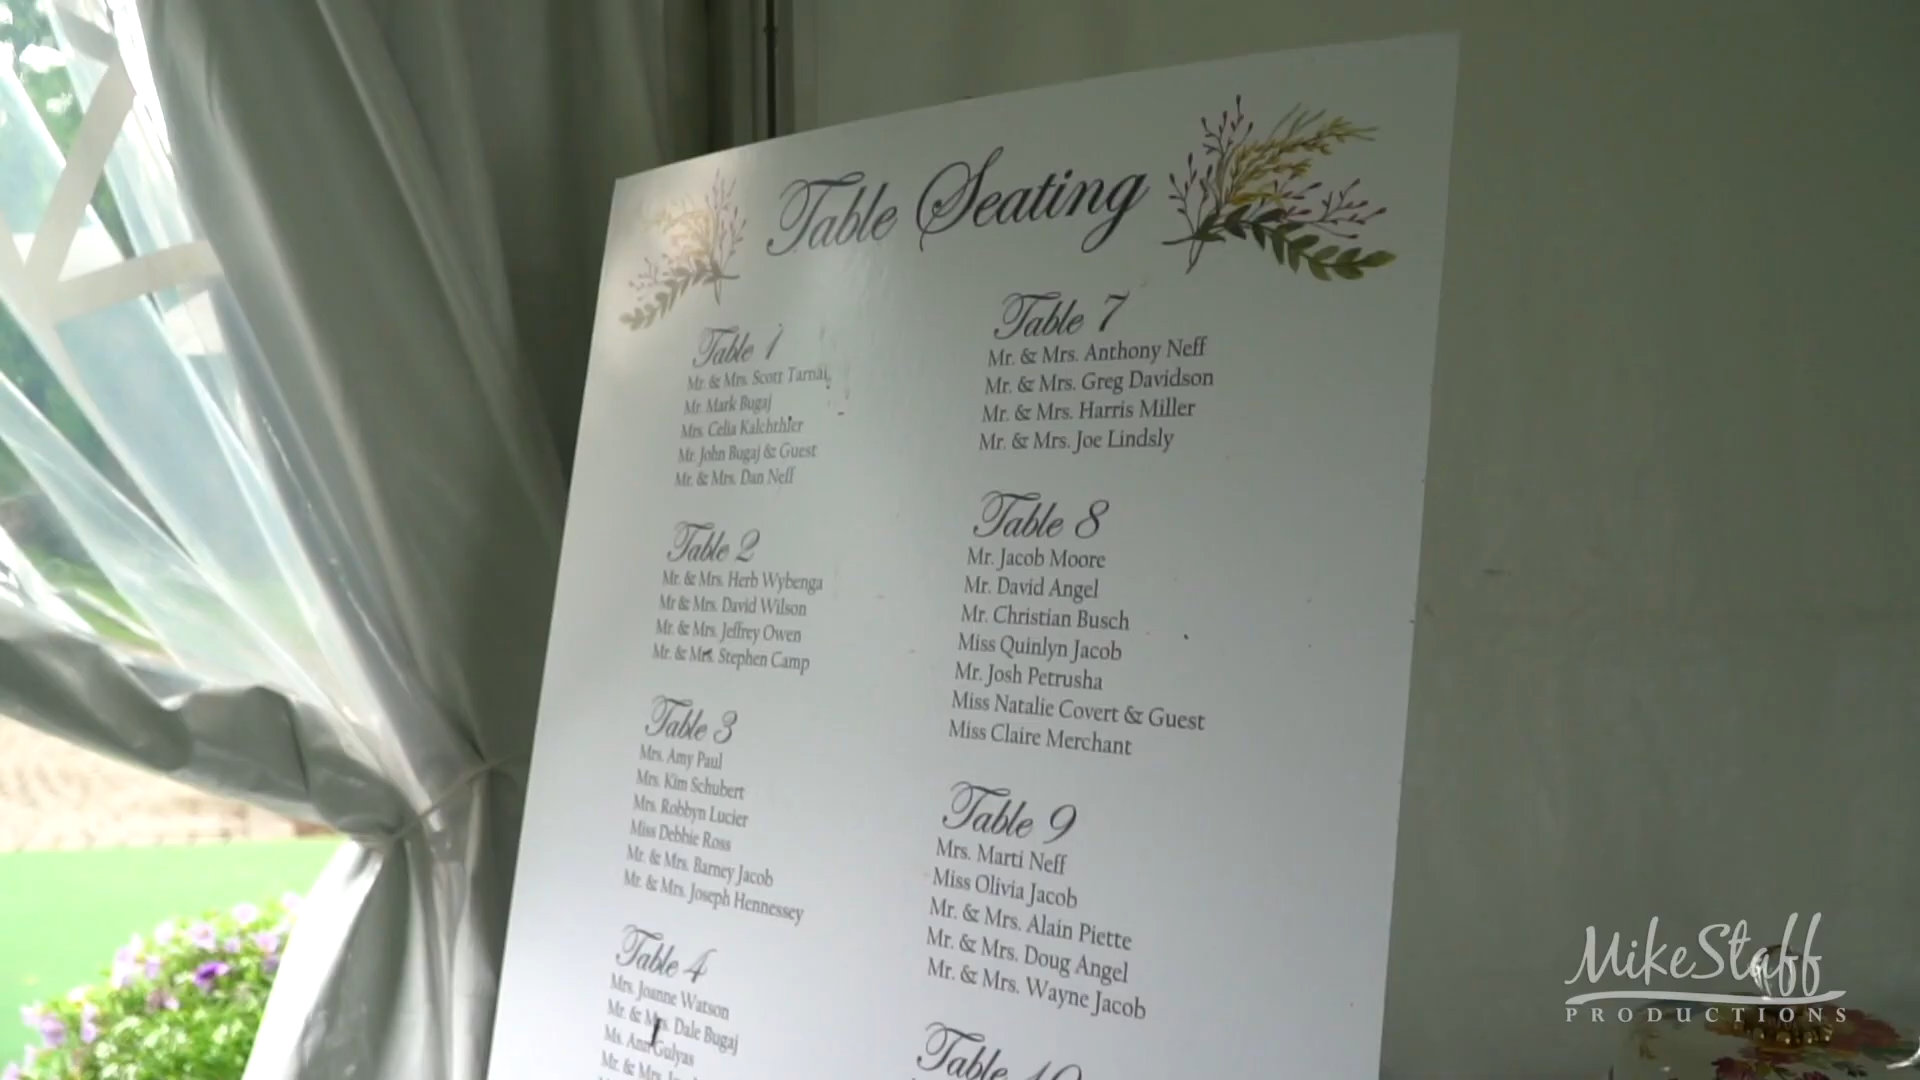 Table Seating
Table 1
Mr. & Mrs. Scott Tarnai
Mr. Mark Bugaj
Mrs. Celia Kalchthler
Mr. John Bugaj & Guest
Mr. & Mrs. Dan Neff
Table 2
Mr. & Mrs. Herb Wybenga
Mr & Mrs. David Wilson
Mr. & Mrs. Jeffrey Owen
Mr. & Mrs. Stephen Camp
Table 3
Mrs. Amy Paul
Mrs. Kim Schubert
Mrs. Robbyn Lucier
Miss Debbie Ross
Mr. & Mrs. Barney Jacob
Mr. & Mrs. Joseph Hennessey
Table 4
Mrs. Joanne Watson
Mr. & Mrs. Dale Bugaj
Ms. Ann Gulyas
Mr. & Mrs.
Table 7
Mr. & Mrs. Anthony Neff
Mr. & Mrs. Greg Davidson
Mr. & Mrs. Harris Miller
Mr. & Mrs. Joe Lindsly
Table 8
Mr. Jacob Moore
Mr. David Angel
Mr. Christian Busch
Miss Quinlyn Jacob
Mr. Josh Petrusha
Miss Natalie Covert & Guest
Miss Claire Merchant
Table 9
Mrs. Marti Neff
Miss Olivia Jacob
Mr. & Mrs. Alain Piette
Mr. & Mrs. Doug Angel
Mr. & Mrs. Wayne Jacob
Table 10
MikeStaff
PRODUCTIONS